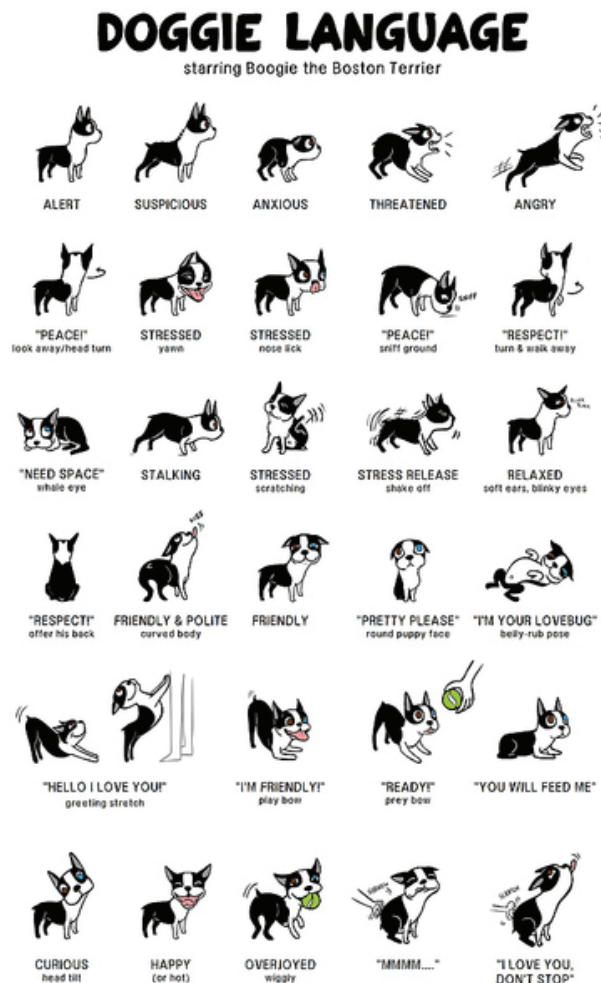 DOGGIE LANGUAGE
starring Boogie the Boston Terrier
ALERT
SUSPICIOUS
ANXIOUS
THREATENED
ANGRY
"PEACE!"
look away/head turn
STRESSED
yawn
STRESSED
nose lick
SNIFF
"PEACE!"
sniff ground
"RESPECT!"
turn & walk away
"NEED SPACE"
whale eye
STALKING
STRESSED
scratching
STRESS RELEASE
shake off
RELAXED
soft ears, blinky eyes
"RESPECT!"
offer his back
KISS
FRIENDLY & POLITE
curved body
FRIENDLY
"PRETTY PLEASE"
round puppy face
"I'M YOUR LOVEBUG"
belly-rub pose
"HELLO I LOVE YOU!"
greeting stretch
"I'M FRIENDLY!"
play bow
"READY!"
prey bow
"YOU WILL FEED ME"
CURIOUS
head tilt
HAPPY
(or hot)
OVERJOYED
wiggly
"MMMM...."
"I LOVE YOU,
DON'T STOP"